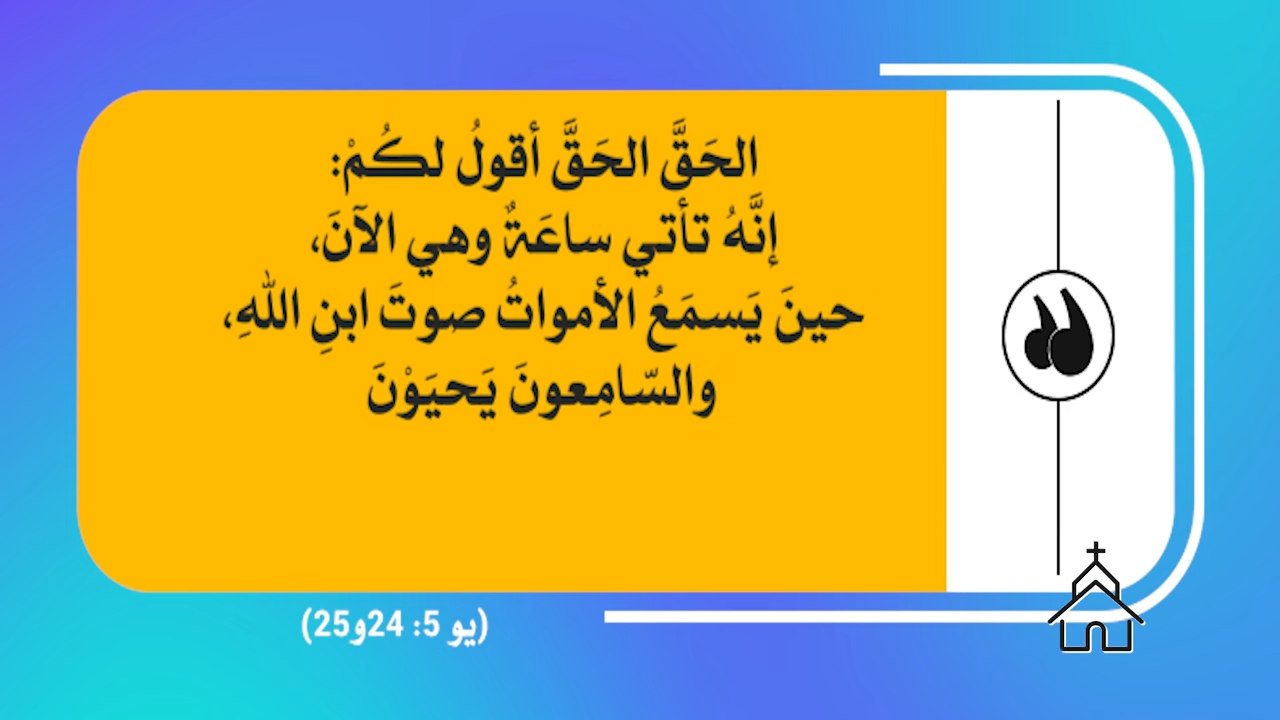 الحَقَّ الحَقَّ أقولُ لكُمْ:
إنَّهُ تأتي ساعَةٌ وهي الآنَ،
حينَ يَسمَعُ الأمواتُ صوتَ ابنِ اللهِ،
والسّامِعونَ يَحيَوْنَ
(يو 5: 24و25)